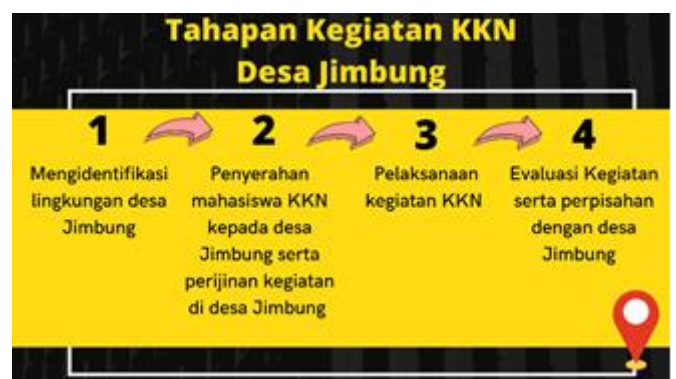 Tahapan Kegiatan KKN
Desa Jimbung
1
Mengidentifikasi
lingkungan desa
Jimbung
2
Penyerahan
mahasiswa KKN
kepada desa
Jimbung serta
perijinan kegiatan
di desa Jimbung
3
Pelaksanaan
kegiatan KKN
4
Evaluasi Kegiatan
serta perpisahan
dengan desa
Jimbung